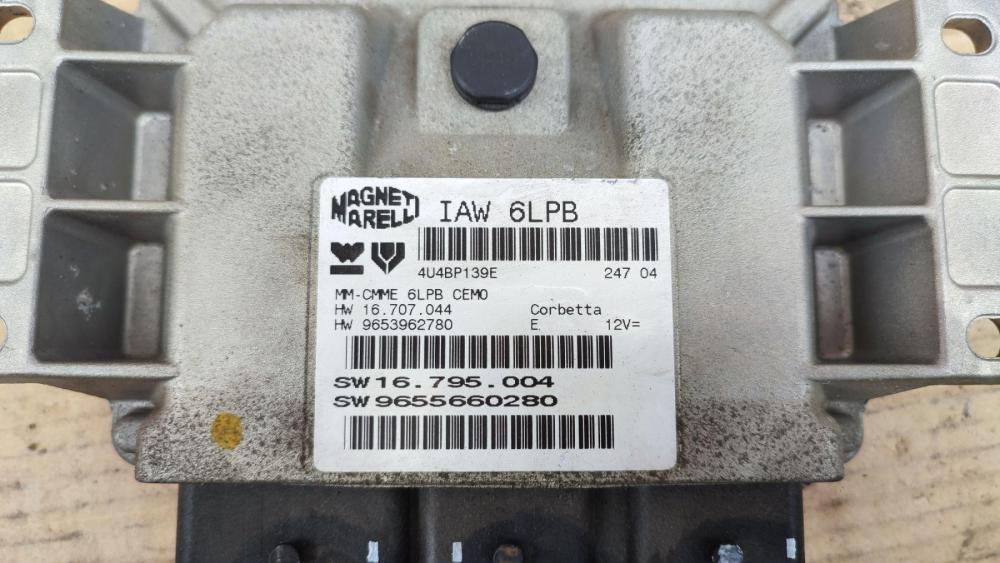 MAGNETI
MARELLI
IAW 6LPB
4U4BP139E 247 04
MM-CMME 6LPB CEMO
HW 16.707.044 Corbetta
HW 9653962780 E 12V=
SW16.795.004
SW9655660280